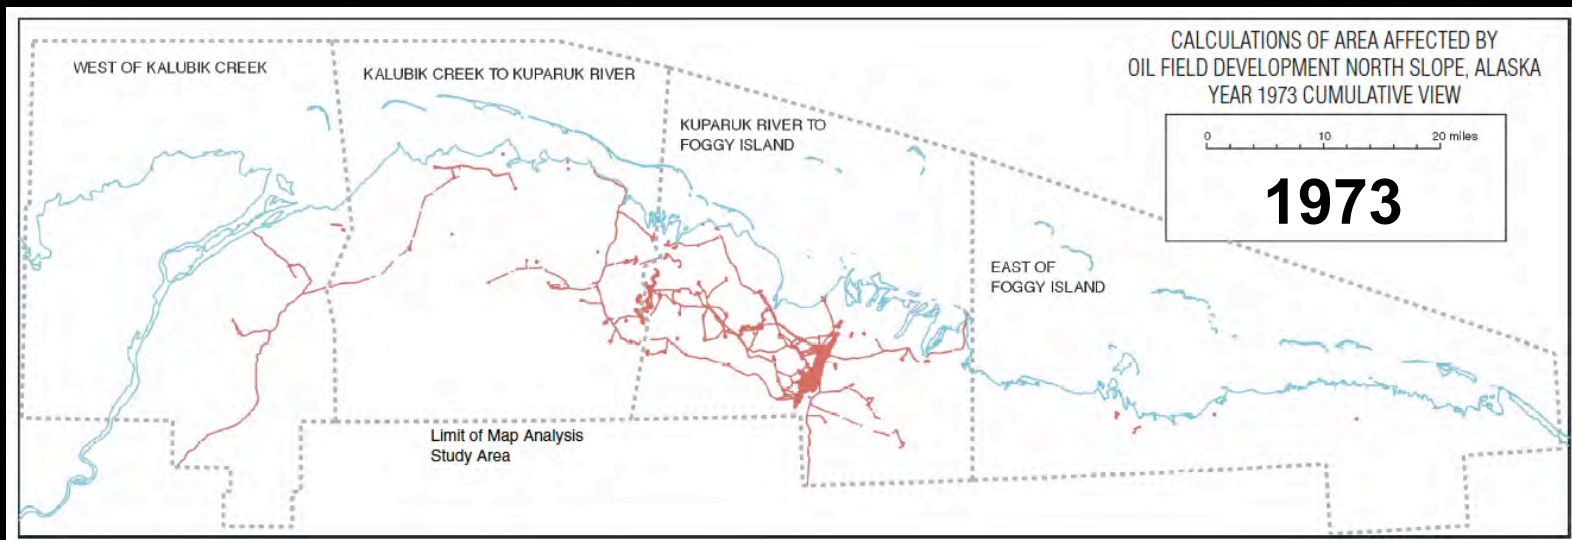 CALCULATIONS OF AREA AFFECTED BY
OIL FIELD DEVELOPMENT NORTH SLOPE, ALASKA
YEAR 1973 CUMULATIVE VIEW
0 10 20 miles
1973
WEST OF KALUBIK CREEK
KALUBIK CREEK TO KUPARUK RIVER
KUPARUK RIVER TO
FOGGY ISLAND
EAST OF
FOGGY ISLAND
Limit of Map Analysis
Study Area